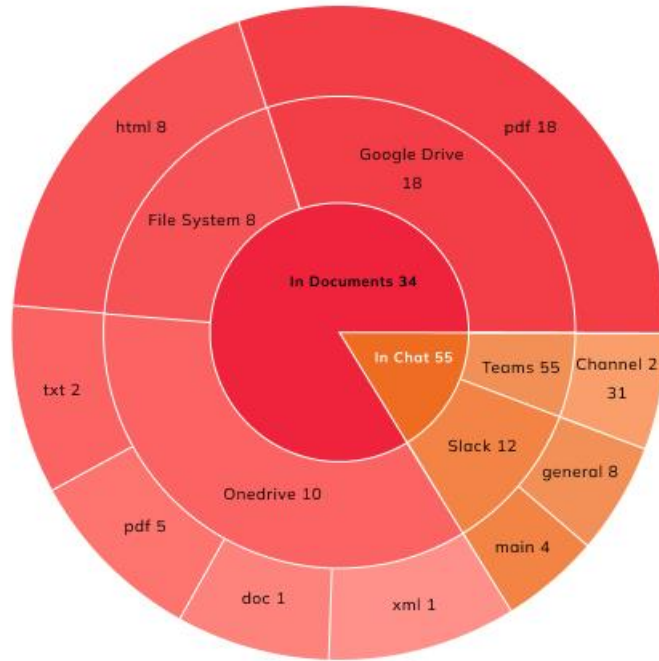 html 8
pdf 18
Google Drive
18
File System 8
In Documents 34
In Chat 55
Teams 55
Channel 2
31
txt 2
Slack 12
general 8
Onedrive 10
pdf 5
main 4
doc 1
xml 1